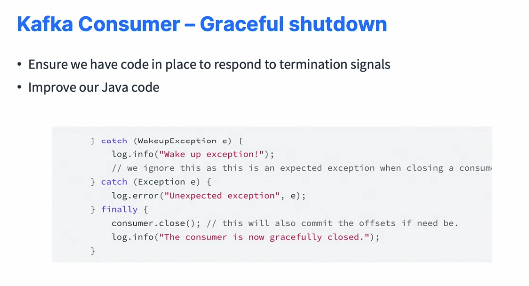 Kafka Consumer – Graceful shutdown
• Ensure we have code in place to respond to termination signals
• Improve our Java code
} catch (WakeupException e) {
log.info("Wake up exception!");
// we ignore this as this is an expected exception when closing a consume
} catch (Exception e) {
log.error("Unexpected exception", e);
} finally {
consumer.close(); // this will also commit the offsets if need be.
log.info("The consumer is now gracefully closed.");
}